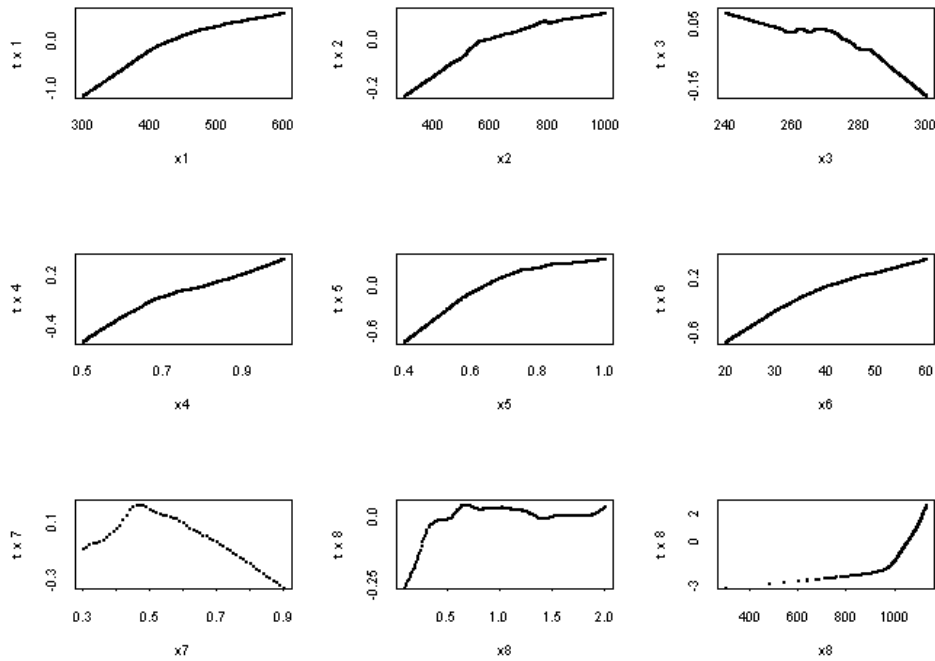 t x 1
0.0
-1.0
300 400 500 600
x1
t x 2
0.0
-0.2
400 600 800 1000
x2
t x 3
0.05
-0.15
240 260 280 300
x3
t x 4
0.2
-0.4
0.5 0.7 0.9
x4
t x 5
0.0
-0.6
0.4 0.6 0.8 1.0
x5
t x 6
0.2
-0.6
20 30 40 50 60
x6
t x 7
0.1
-0.3
0.3 0.5 0.7 0.9
x7
t x 8
0.0
-0.25
0.5 1.0 1.5 2.0
x8
t x 8
2
0
-3
400 600 800 1000
x8